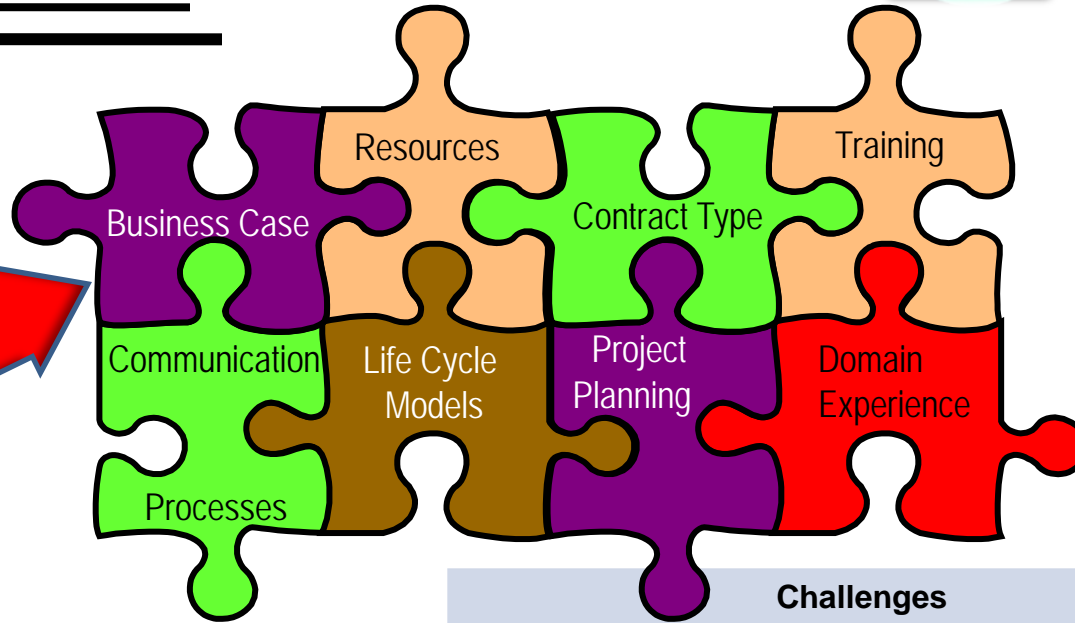 Resources
Training
Business Case
Contract Type
Communication
Life Cycle
Models
Project
Planning
Domain
Experience
Processes
Challenges